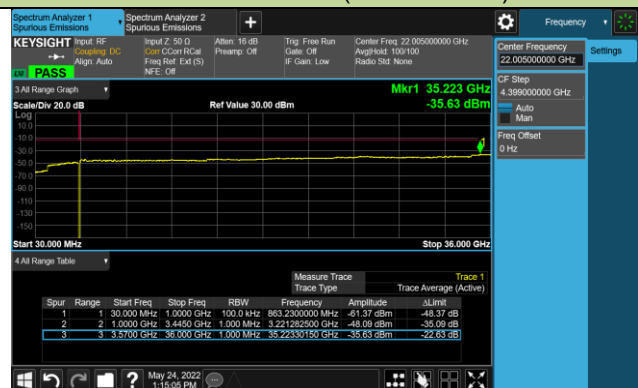 Spectrum Analyzer 1
Spurious Emissions
Spectrum Analyzer 2
Spurious Emissions
Frequency
KEYSIGHT
Input: RF
Coupling: DC
Align: Auto
Input Z: 50 Ω
Corr CCorr RCal
Freq Ref: Ext (S)
NFE: Off
Atten: 16 dB
Preamp: Off
Trig: Free Run
Gate: Off
IF Gain: Low
Center Freq: 22.005000000 GHz
Avg|Hold: 100/100
Radio Std: None
PASS
Center Frequency
22.005000000 GHz
Settings
CF Step
4.399000000 GHz
Auto
Man
Freq Offset
0 Hz
3 All Range Graph
Mkr1 35.223 GHz
Scale/Div 20.0 dB
Ref Value 30.00 dBm
-35.63 dBm
Log
10.0
-10.0
-30.0
-50.0
-70.0
-90.0
-110
-130
-150
Start 30.000 MHz
Stop 36.000 GHz
4 All Range Table
Measure Trace Trace 1
Trace Type Trace Average (Active)
Spur Range Start Freq Stop Freq RBW Frequency Amplitude ΔLimit
1 1 30.000 MHz 1.0000 GHz 100.0 kHz 863.2300000 MHz -61.37 dBm -48.37 dB
2 2 1.0000 GHz 3.4450 GHz 1.000 MHz 3.221282500 GHz -48.09 dBm -35.09 dB
3 3 3.5700 GHz 36.000 GHz 1.000 MHz 35.22330150 GHz -35.63 dBm -22.63 dB
May 24, 2022
1:15:05 PM